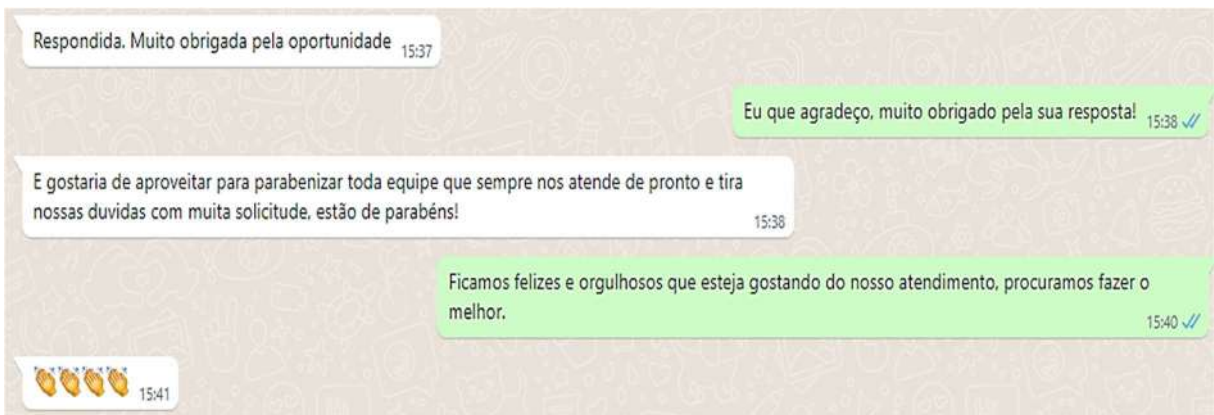 Respondida. Muito obrigada pela oportunidade 15:37
Eu que agradeço, muito obrigado pela sua resposta! 15:38
E gostaria de aproveitar para parabenizar toda equipe que sempre nos atende de pronto e tira
nossas duvidas com muita solicitude, estão de parabéns! 15:38
Ficamos felizes e orgulhosos que esteja gostando do nosso atendimento, procuramos fazer o
melhor. 15:40
👏👏👏👏 15:41